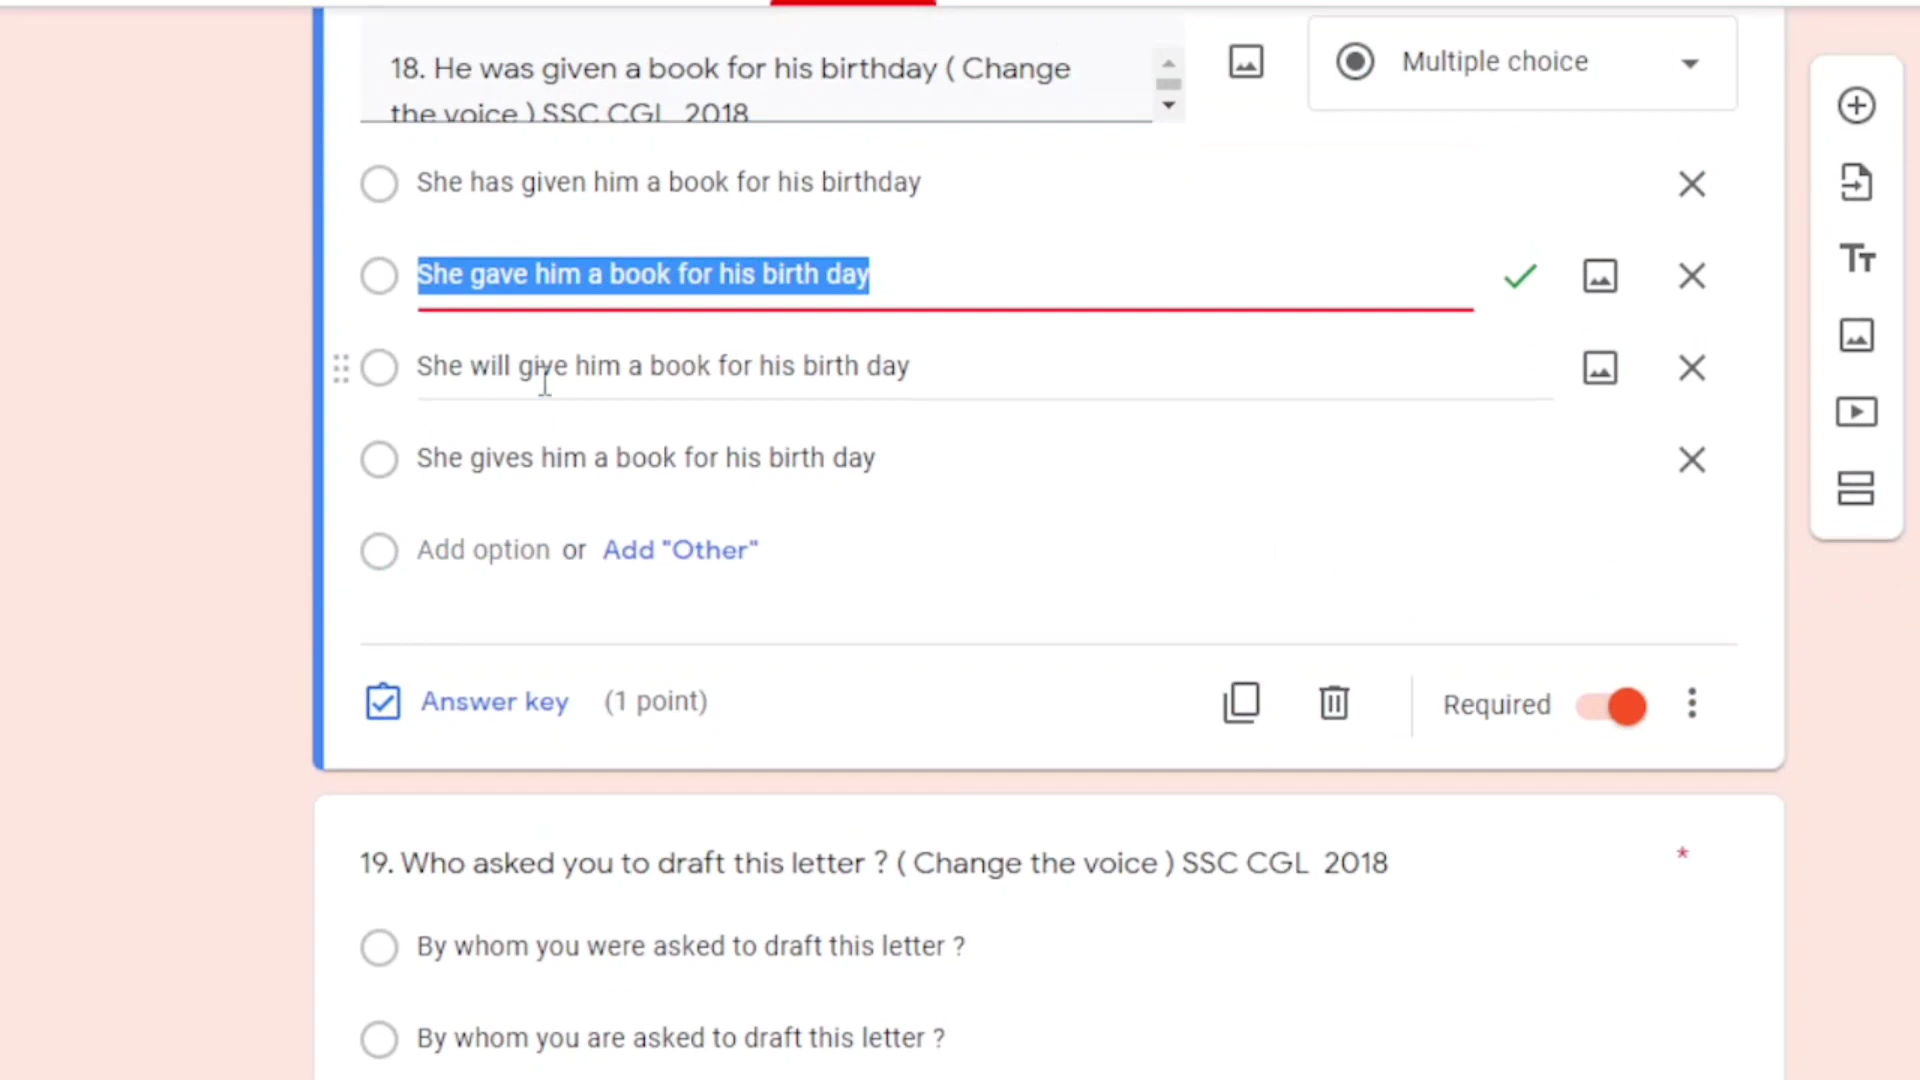 18. He was given a book for his birthday ( Change
the voice ) SSC CGL 2018
Multiple choice
She has given him a book for his birthday
She gave him a book for his birth day
She will give him a book for his birth day
She gives him a book for his birth day
Add option or Add "Other"
Answer key (1 point)
Required
19. Who asked you to draft this letter ? ( Change the voice ) SSC CGL 2018 *
By whom you were asked to draft this letter ?
By whom you are asked to draft this letter ?